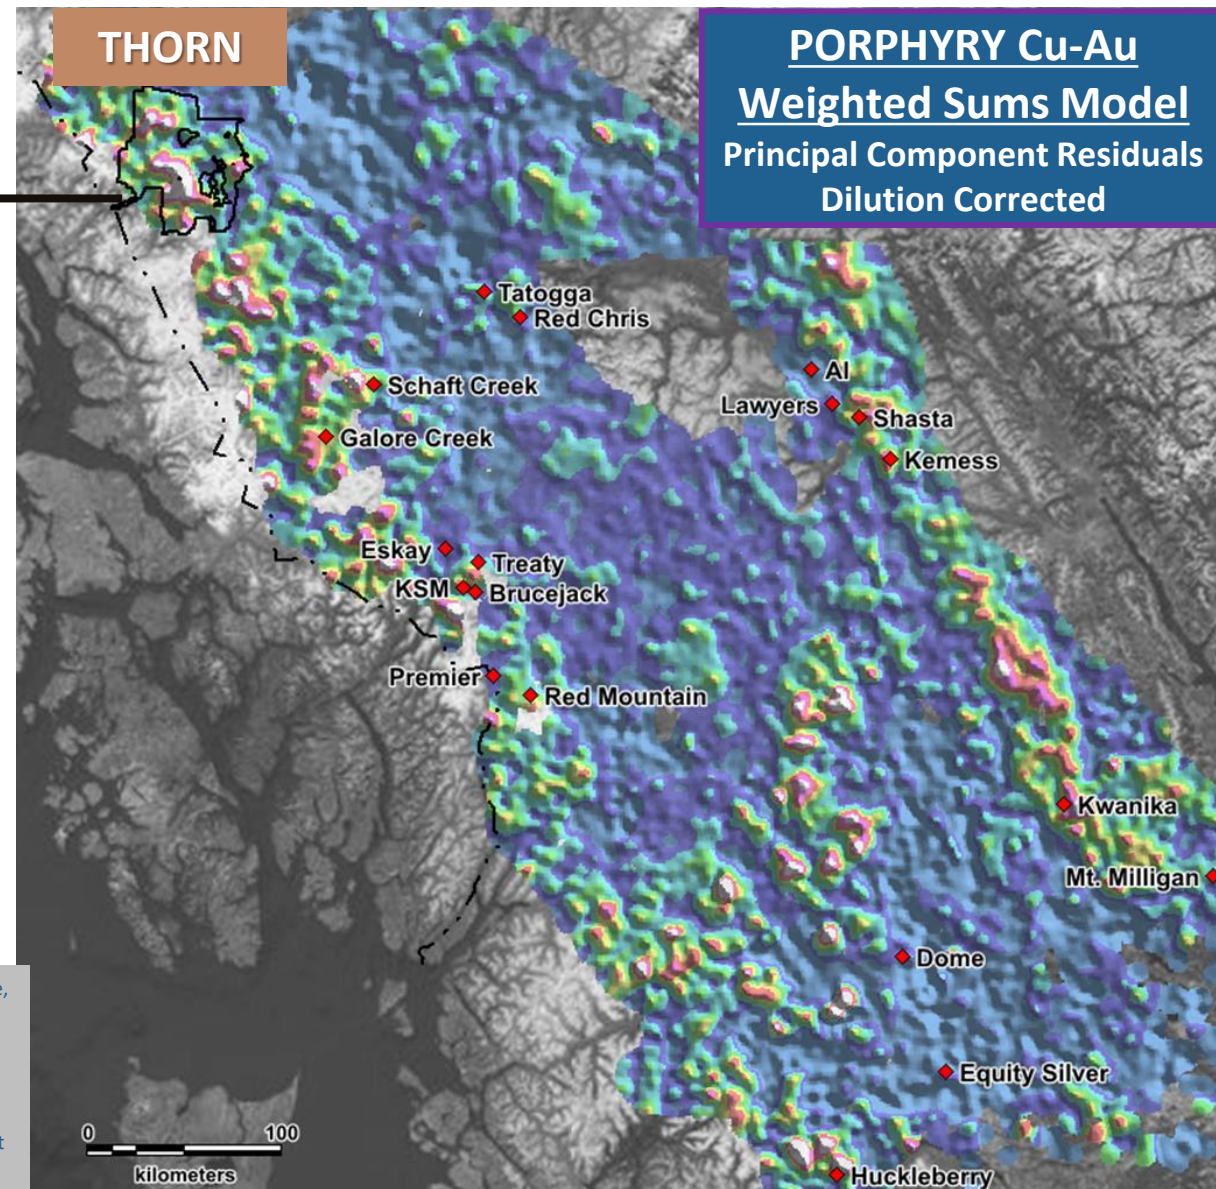 THORN
PORPHYRY Cu-Au
Weighted Sums Model
Principal Component Residuals
Dilution Corrected
Tatogga
Red Chris
Al
Schaft Creek
Lawyers
Shasta
Galore Creek
Kemess
Eskay
Treaty
KSM
Brucejack
Premier
Red Mountain
Kwanika
Mt. Milligan
Dome
Equity Silver
0 100
kilometers
Huckleberry